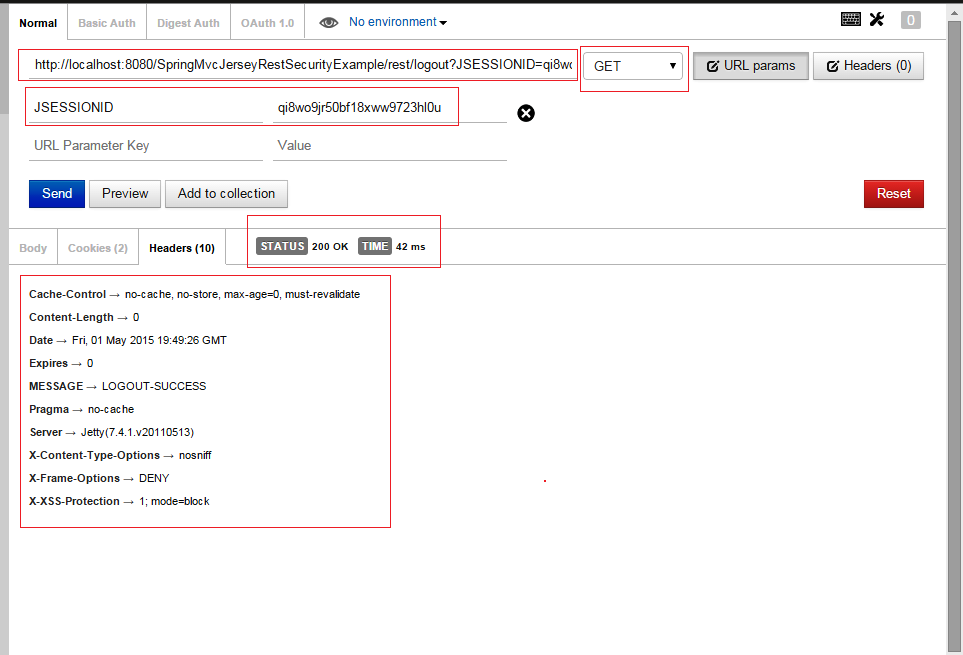 Normal Basic Auth Digest Auth OAuth 1.0 No environment 0
http://localhost:8080/SpringMvcJerseyRestSecurityExample/rest/logout?JSESSIONID=qi8wo GET URL params Headers (0)
JSESSIONID qi8wo9jr50bf18xww9723hl0u
URL Parameter Key Value
Send Preview Add to collection Reset
Body Cookies (2) Headers (10) STATUS 200 OK TIME 42 ms
Cache-Control → no-cache, no-store, max-age=0, must-revalidate
Content-Length → 0
Date → Fri, 01 May 2015 19:49:26 GMT
Expires → 0
MESSAGE → LOGOUT-SUCCESS
Pragma → no-cache
Server → Jetty(7.4.1.v20110513)
X-Content-Type-Options → nosniff
X-Frame-Options → DENY
X-XSS-Protection → 1; mode=block